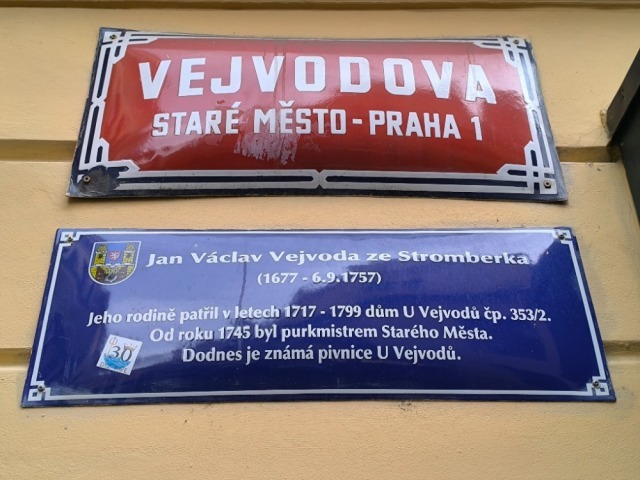 VEJVODOVA
STARÉ MĚSTO - PRAHA 1
Jan Václav Vejvoda ze Stromberka
(1677 - 6.9.1757)
Jeho rodině patřil v letech 1717 - 1799 dům U Vejvodů čp. 353/2.
Od roku 1745 byl purkmistrem Starého Města.
Dodnes je známá pivnice U Vejvodů.
30